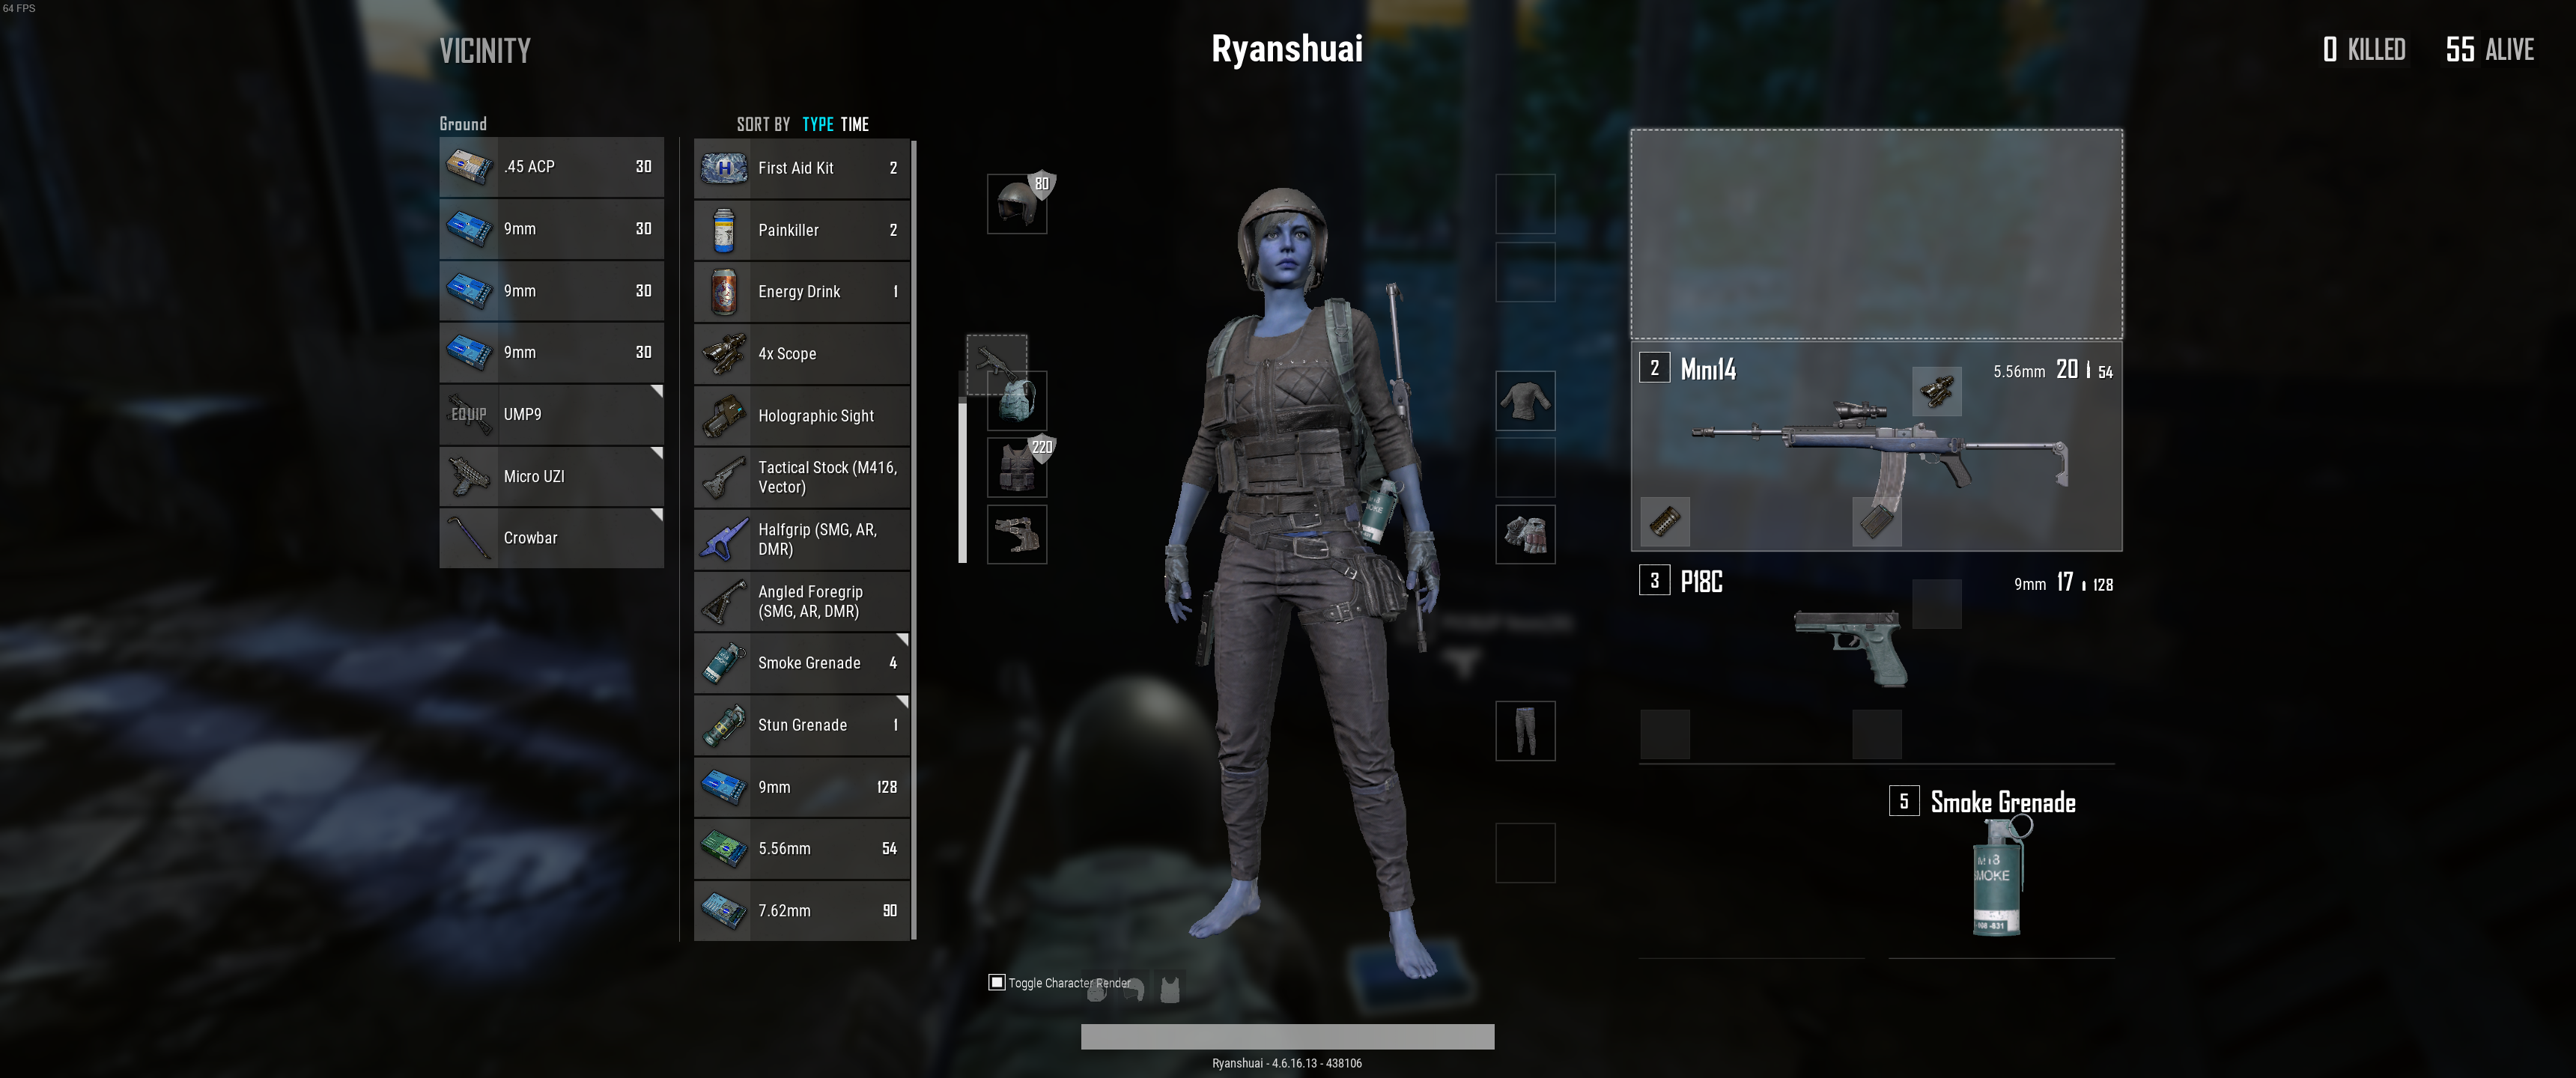 64 FPS
VICINITY
Ryanshuai
0 KILLED 55 ALIVE
Ground
.45 ACP 30
9mm 30
9mm 30
9mm 30
EQUIP UMP9
Micro UZI
Crowbar
SORT BY TYPE TIME
First Aid Kit 2
Painkiller 2
Energy Drink 1
4x Scope
Holographic Sight
Tactical Stock (M416,
Vector)
Halfgrip (SMG, AR,
DMR)
Angled Foregrip
(SMG, AR, DMR)
Smoke Grenade 4
Stun Grenade 1
9mm 128
5.56mm 54
7.62mm 90
80
220
2 Mini14 5.56mm 20 54
3 P18C 9mm 17 128
5 Smoke Grenade
M18
SMOKE
Toggle Character Render
Ryanshuai - 4.6.16.13 - 438106